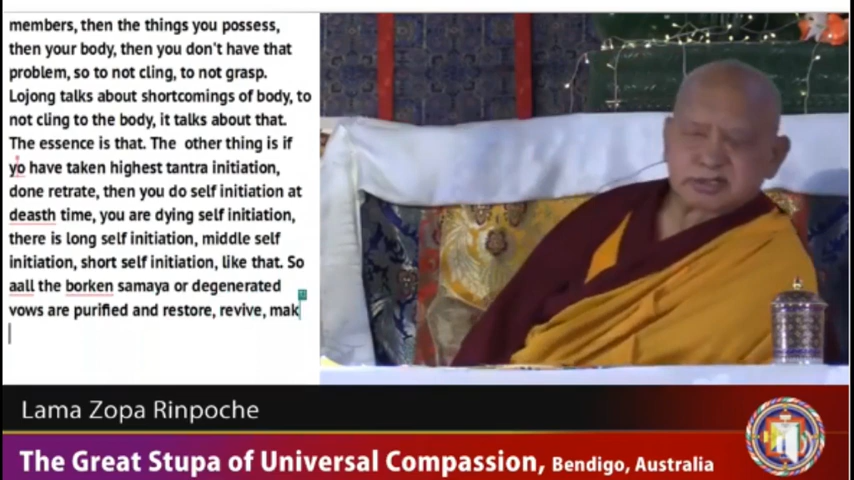 members, then the things you possess,
then your body, then you don't have that
problem, so to not cling, to not grasp.
Lojong talks about shortcomings of body, to
not cling to the body, it talks about that.
The essence is that. The other thing is if
yo have taken highest tantra initiation,
done retrate, then you do self initiation at
deasth time, you are dying self initiation,
there is long self initiation, middle self
initiation, short self initiation, like that. So
aall the borken samaya or degenerated
vows are purified and restore, revive, mak
Lama Zopa Rinpoche
The Great Stupa of Universal Compassion, Bendigo, Australia